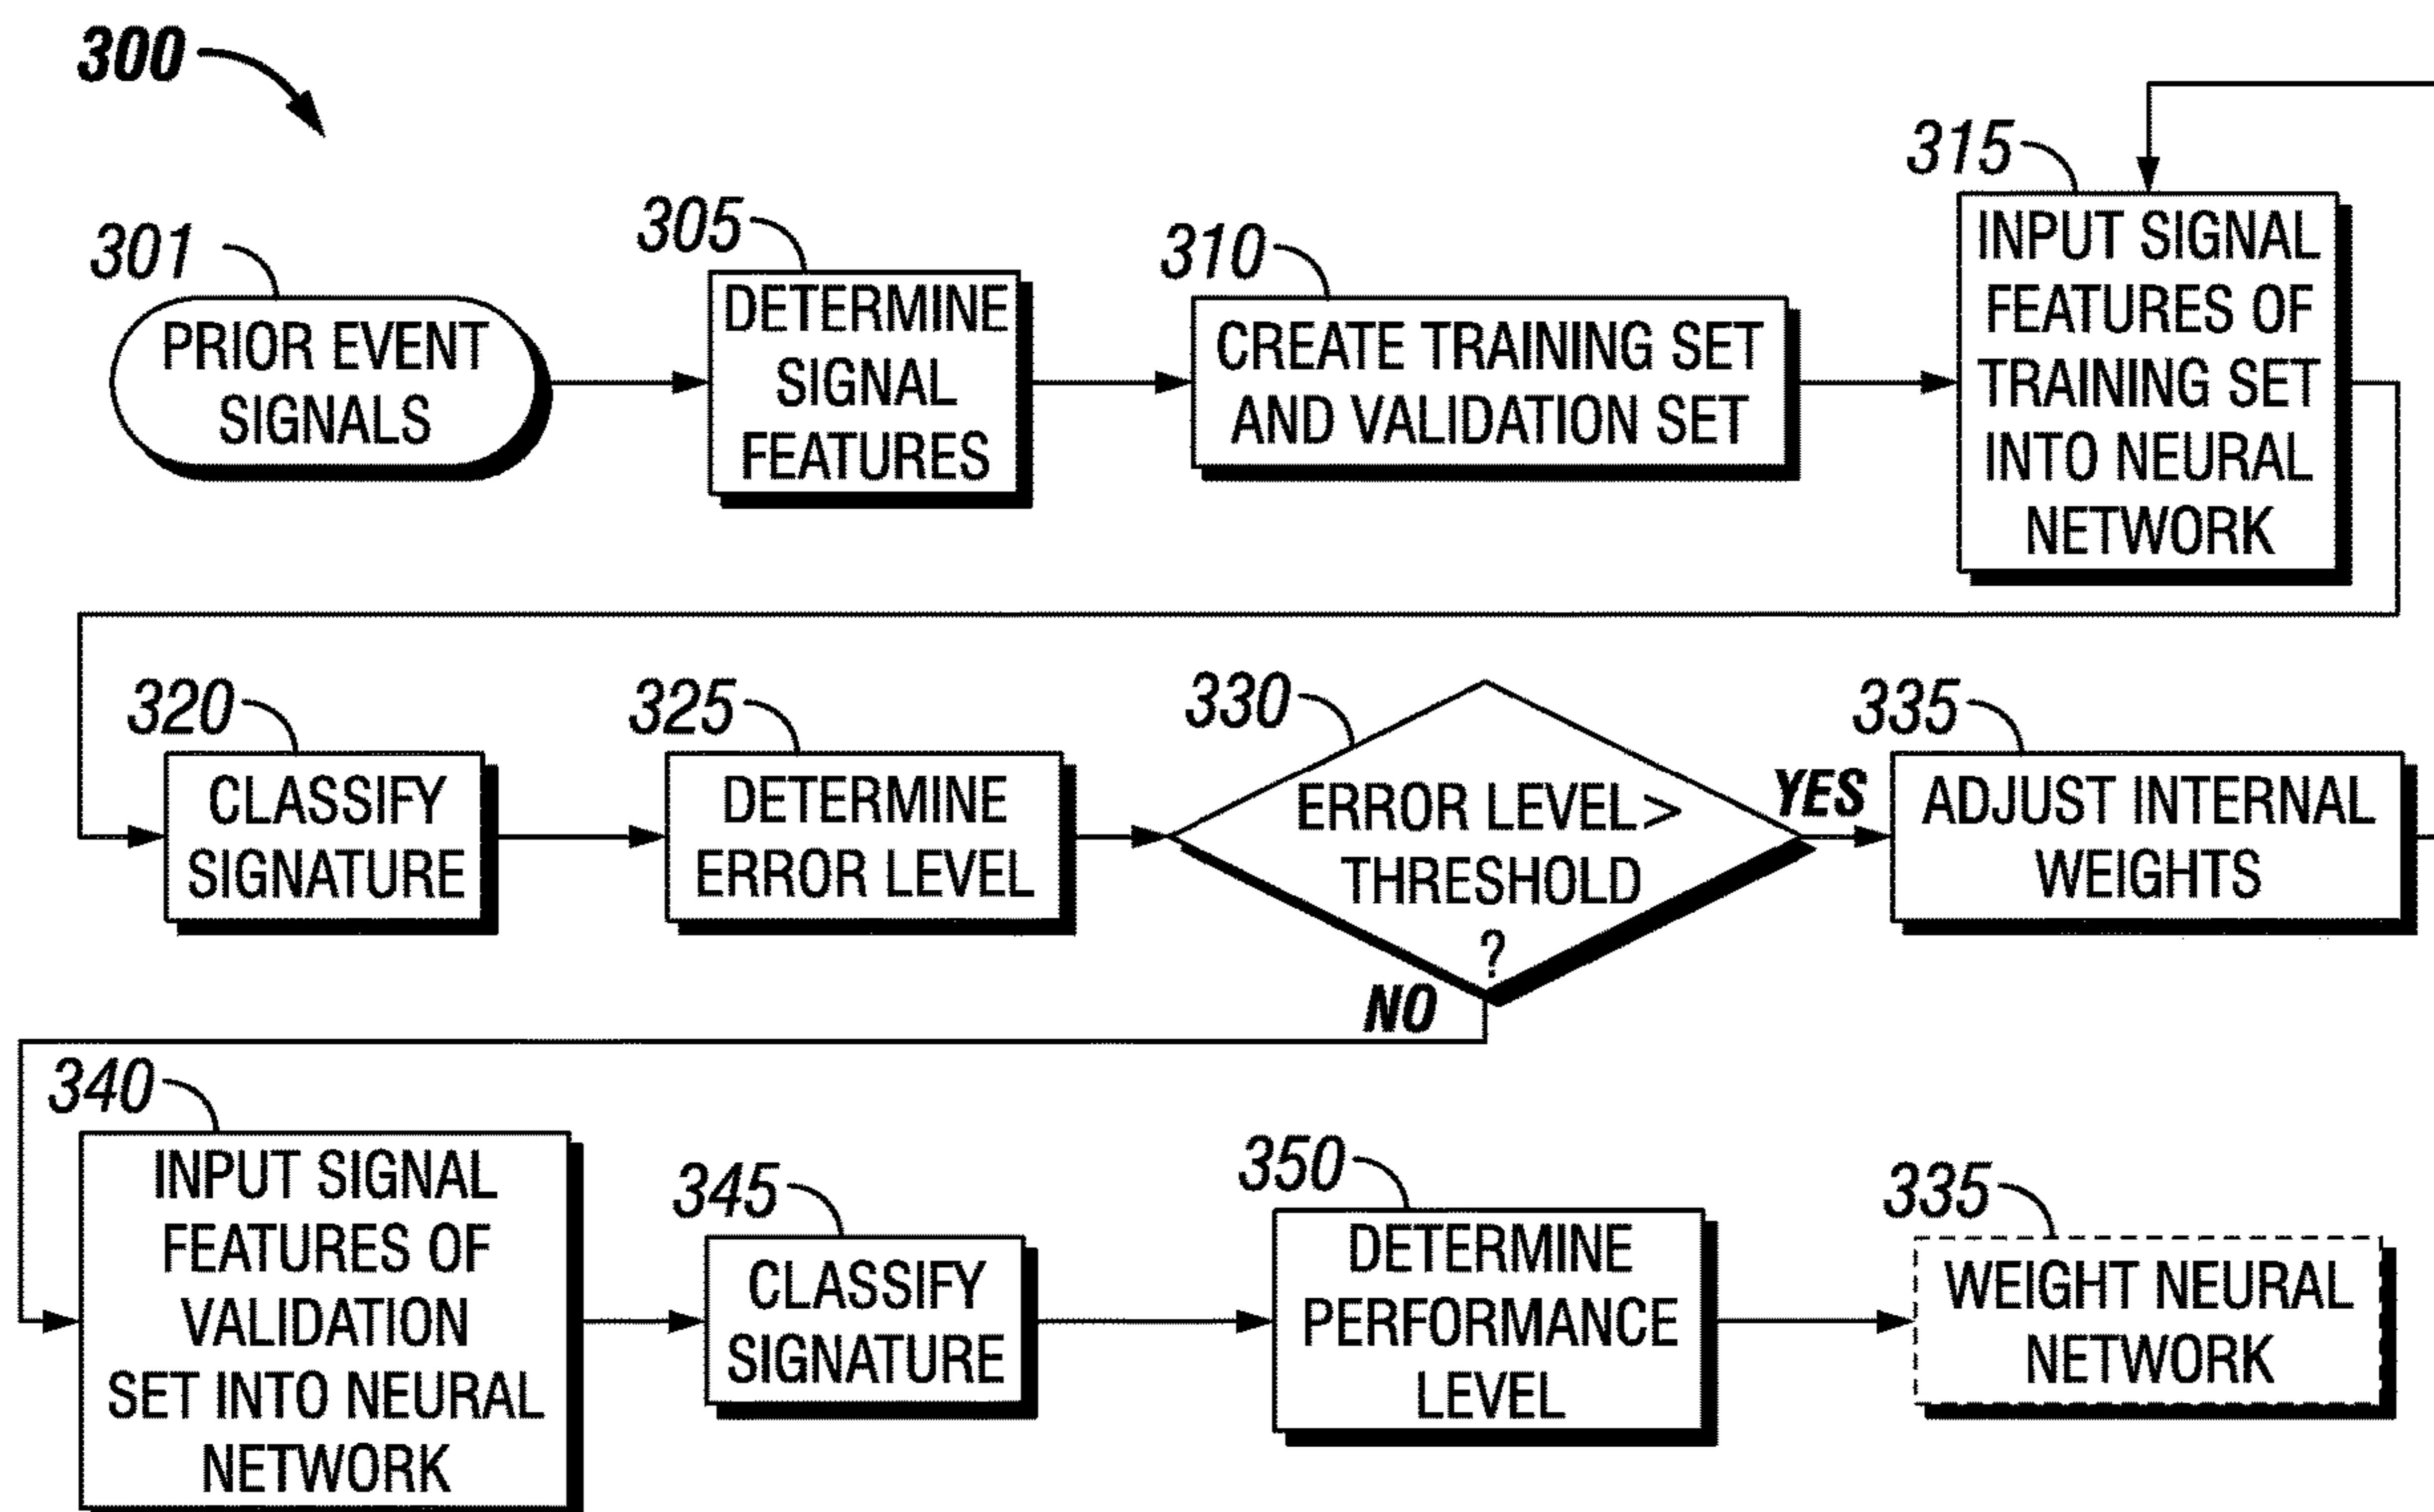 300
301
PRIOR EVENT
SIGNALS
305
DETERMINE
SIGNAL
FEATURES
310
CREATE TRAINING SET
AND VALIDATION SET
315
INPUT SIGNAL
FEATURES OF
TRAINING SET
INTO NEURAL
NETWORK
320
CLASSIFY
SIGNATURE
325
DETERMINE
ERROR LEVEL
330
ERROR LEVEL>
THRESHOLD
?
YES
NO
335
ADJUST INTERNAL
WEIGHTS
340
INPUT SIGNAL
FEATURES OF
VALIDATION
SET INTO NEURAL
NETWORK
345
CLASSIFY
SIGNATURE
350
DETERMINE
PERFORMANCE
LEVEL
335
WEIGHT NEURAL
NETWORK